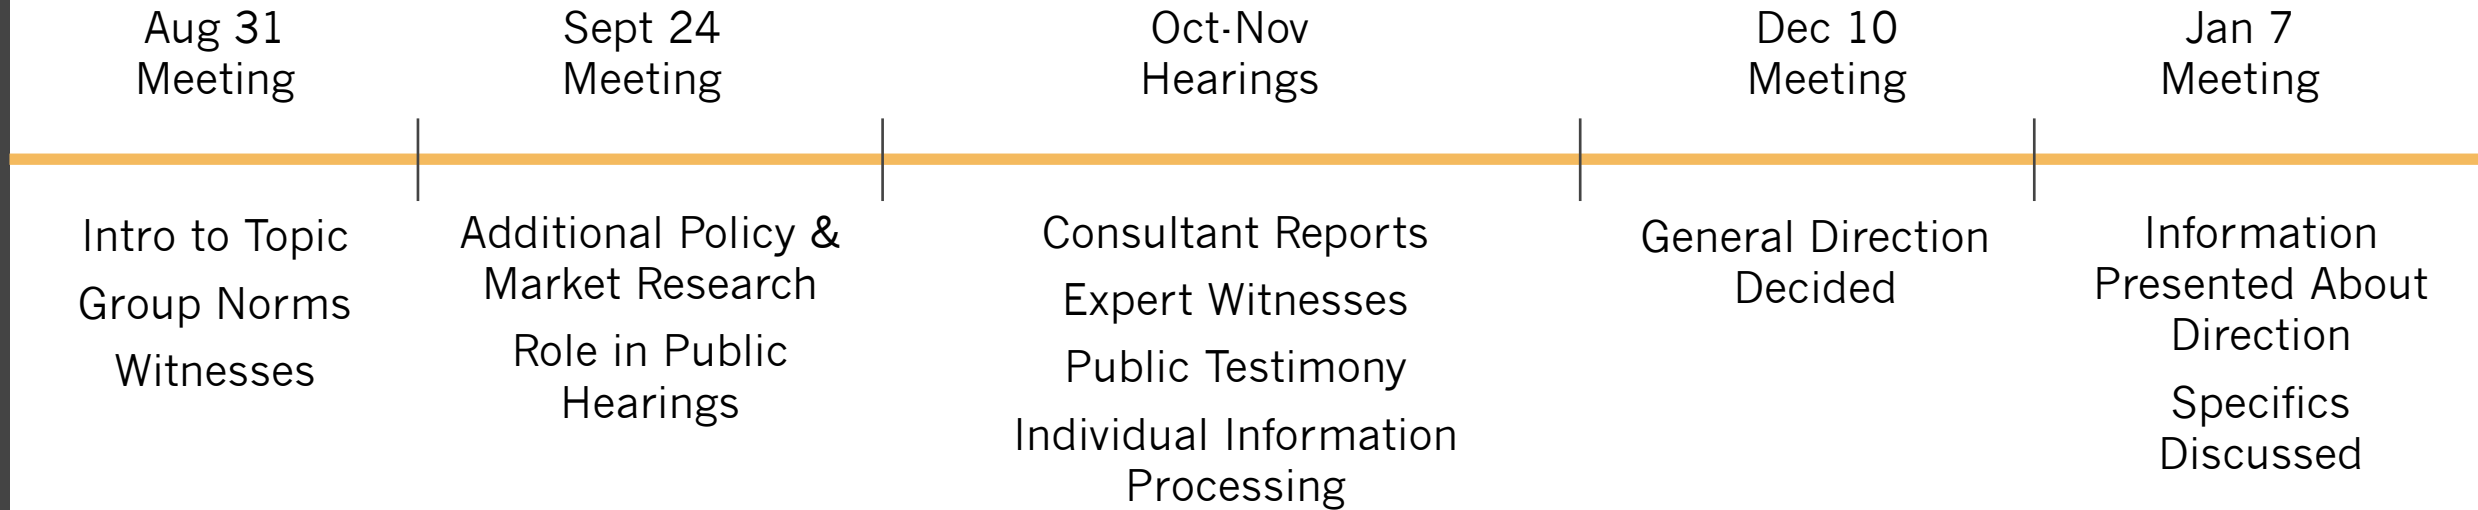 Aug 31
Meeting
Sept 24
Meeting
Oct-Nov
Hearings
Dec 10
Meeting
Jan 7
Meeting
Intro to Topic
Group Norms
Witnesses
Additional Policy &
Market Research
Role in Public
Hearings
Consultant Reports
Expert Witnesses
Public Testimony
Individual Information
Processing
General Direction
Decided
Information
Presented About
Direction
Specifics
Discussed